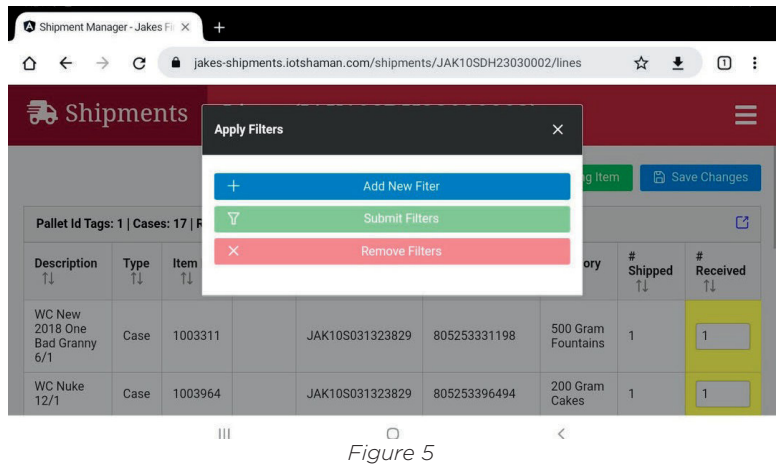 Shipment Manager - Jakes Fi
jakes-shipments.iotshaman.com/shipments/JAK10SDH23030002/lines
1
Shipments
Apply Filters
Add New Fiter
Item
Save Changes
Submit Filters
Pallet Id Tags: 1 | Cases: 17 | R
Remove Filters
Description
Type
Item
ory
# Shipped
# Received
WC New 2018 One Bad Granny 6/1
Case
1003311
JAK10S031323829
805253331198
500 Gram Fountains
1
1
WC Nuke 12/1
Case
1003964
JAK10S031323829
805253396494
200 Gram Cakes
1
1
Figure 5